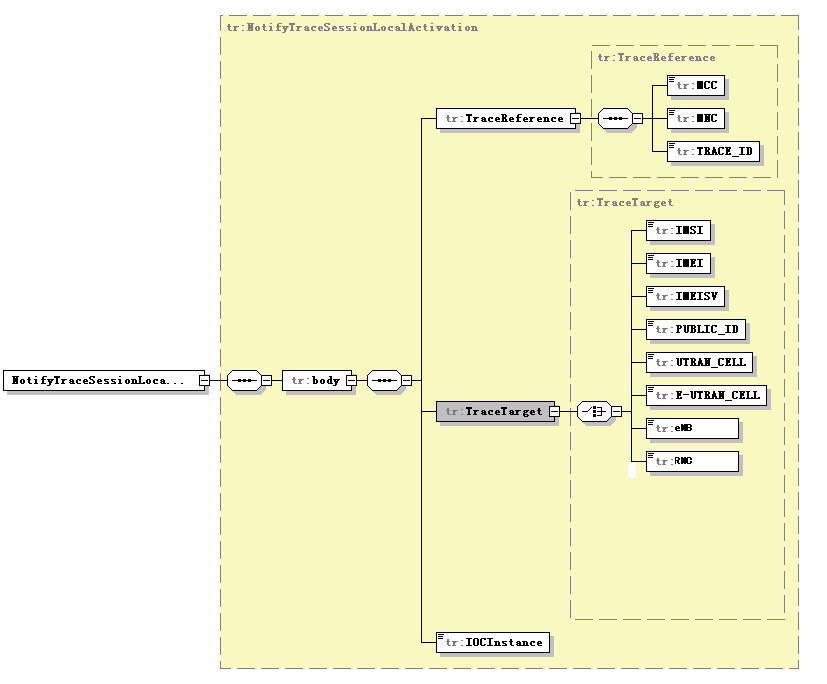 tr:NotifyTraceSessionLocalActivation
tr:TraceReference
tr:MCC
tr:TraceReference
tr:MNC
tr:TRACE_ID
tr:TraceTarget
tr:IMSI
tr:IMEI
tr:IMEISV
tr:PUBLIC_ID
tr:UTRAN_CELL
NotifyTraceSessionLoca...
tr:body
tr:E-UTRAN_CELL
tr:TraceTarget
tr:eNB
tr:RNC
tr:IOCInstance